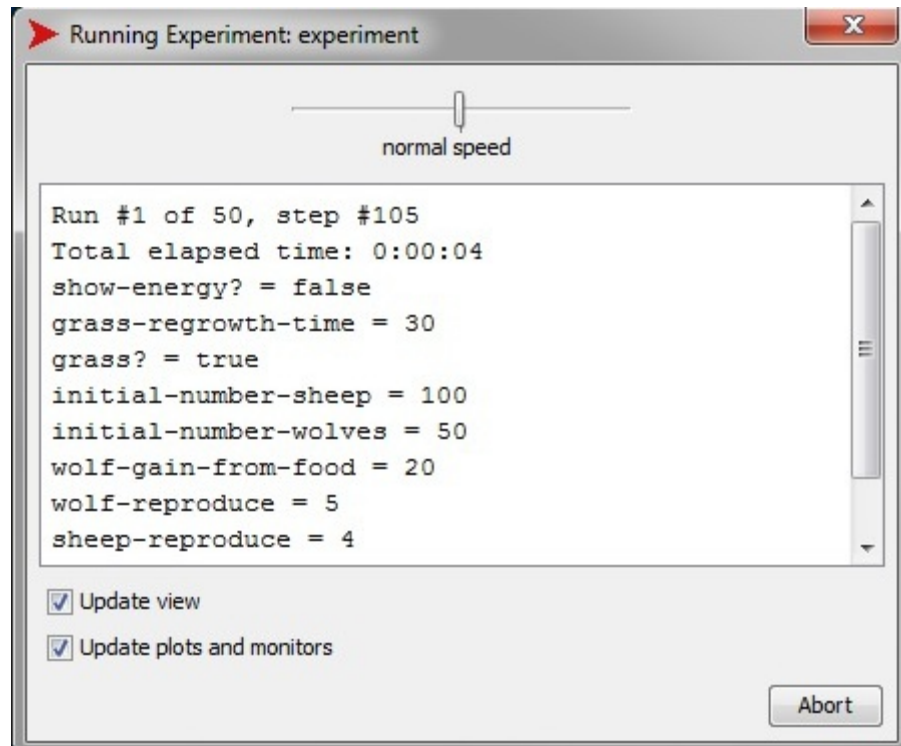 Running Experiment: experiment
normal speed
Run #1 of 50, step #105
Total elapsed time: 0:00:04
show-energy? = false
grass-regrowth-time = 30
grass? = true
initial-number-sheep = 100
initial-number-wolves = 50
wolf-gain-from-food = 20
wolf-reproduce = 5
sheep-reproduce = 4
Update view
Update plots and monitors
Abort